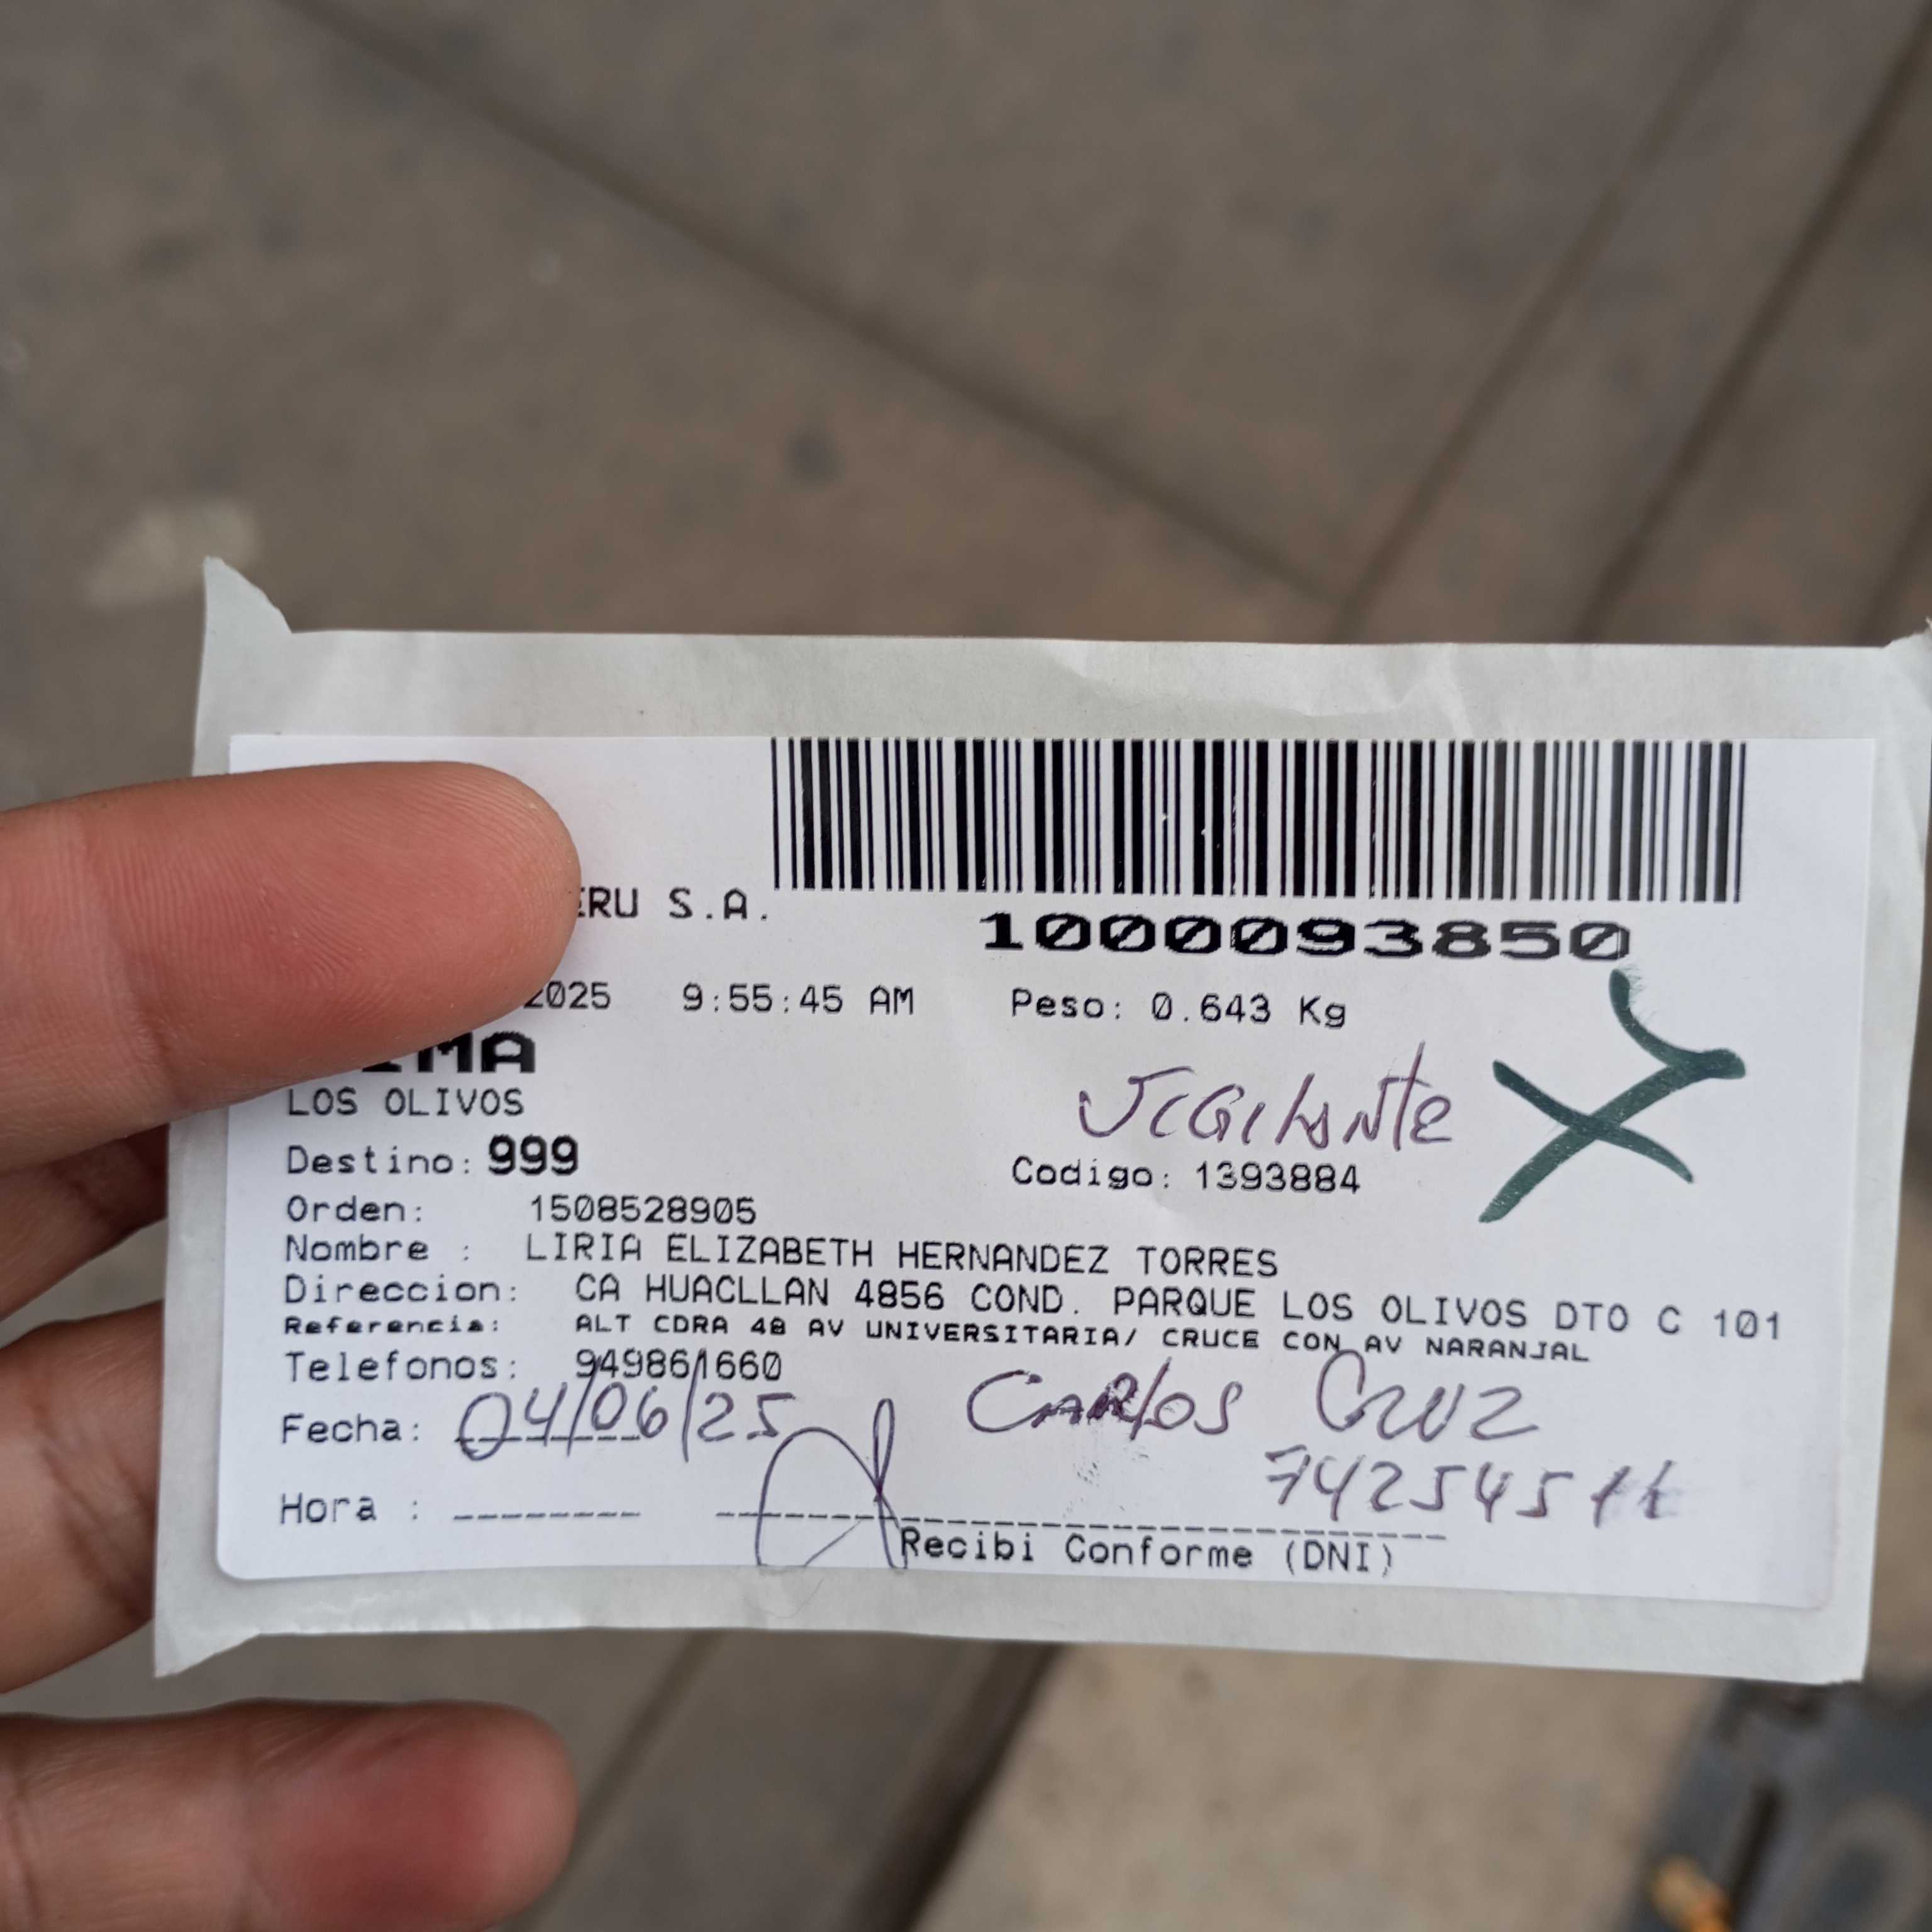 ERU S.A.
1000093850
2025 9:55:45 AM Peso: 0.643 Kg
IMA
LOS OLIVOS
VIGILANTE
Destino: 999
Codigo: 1393884
Orden: 1508528905
Nombre : LIRIA ELIZABETH HERNANDEZ TORRES
Direccion: CA HUACLLAN 4856 COND. PARQUE LOS OLIVOS DTO C 101
Referencia: ALT CDRA 48 AV UNIVERSITARIA/ CRUCE CON AV NARANJAL
Telefonos: 949861660
Fecha: 04/06/25 CARLOS CRUZ
Hora :
Recibi Conforme (DNI)